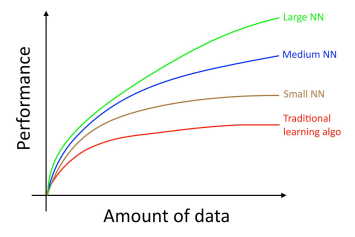 Large NN
Medium NN
Small NN
Traditional
learning algo
Performance
Amount of data